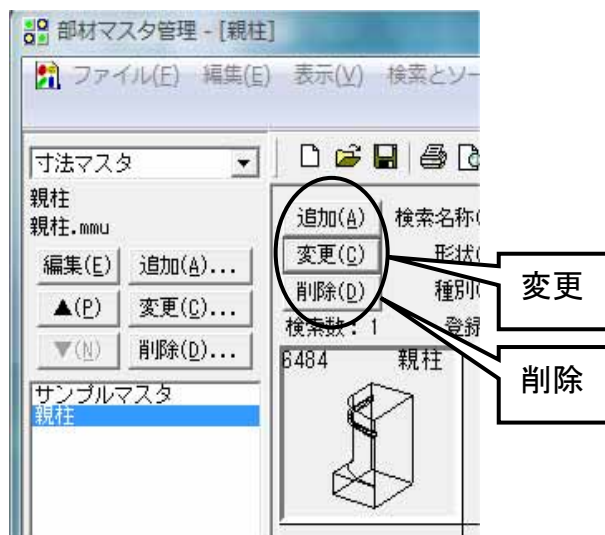 部材マスタ管理 - [親柱]
ファイル(F) 編集(E) 表示(V) 検索とソー
寸法マスタ
親柱
親柱.mmu
編集(E) 追加(A)...
▲(P) 変更(C)...
▼(N) 削除(D)...
サンプルマスタ
親柱
追加(A) 検索名称(
変更(C) 形状(
削除(D) 種別(
検索数: 1 登録
6484 親柱
変更
削除